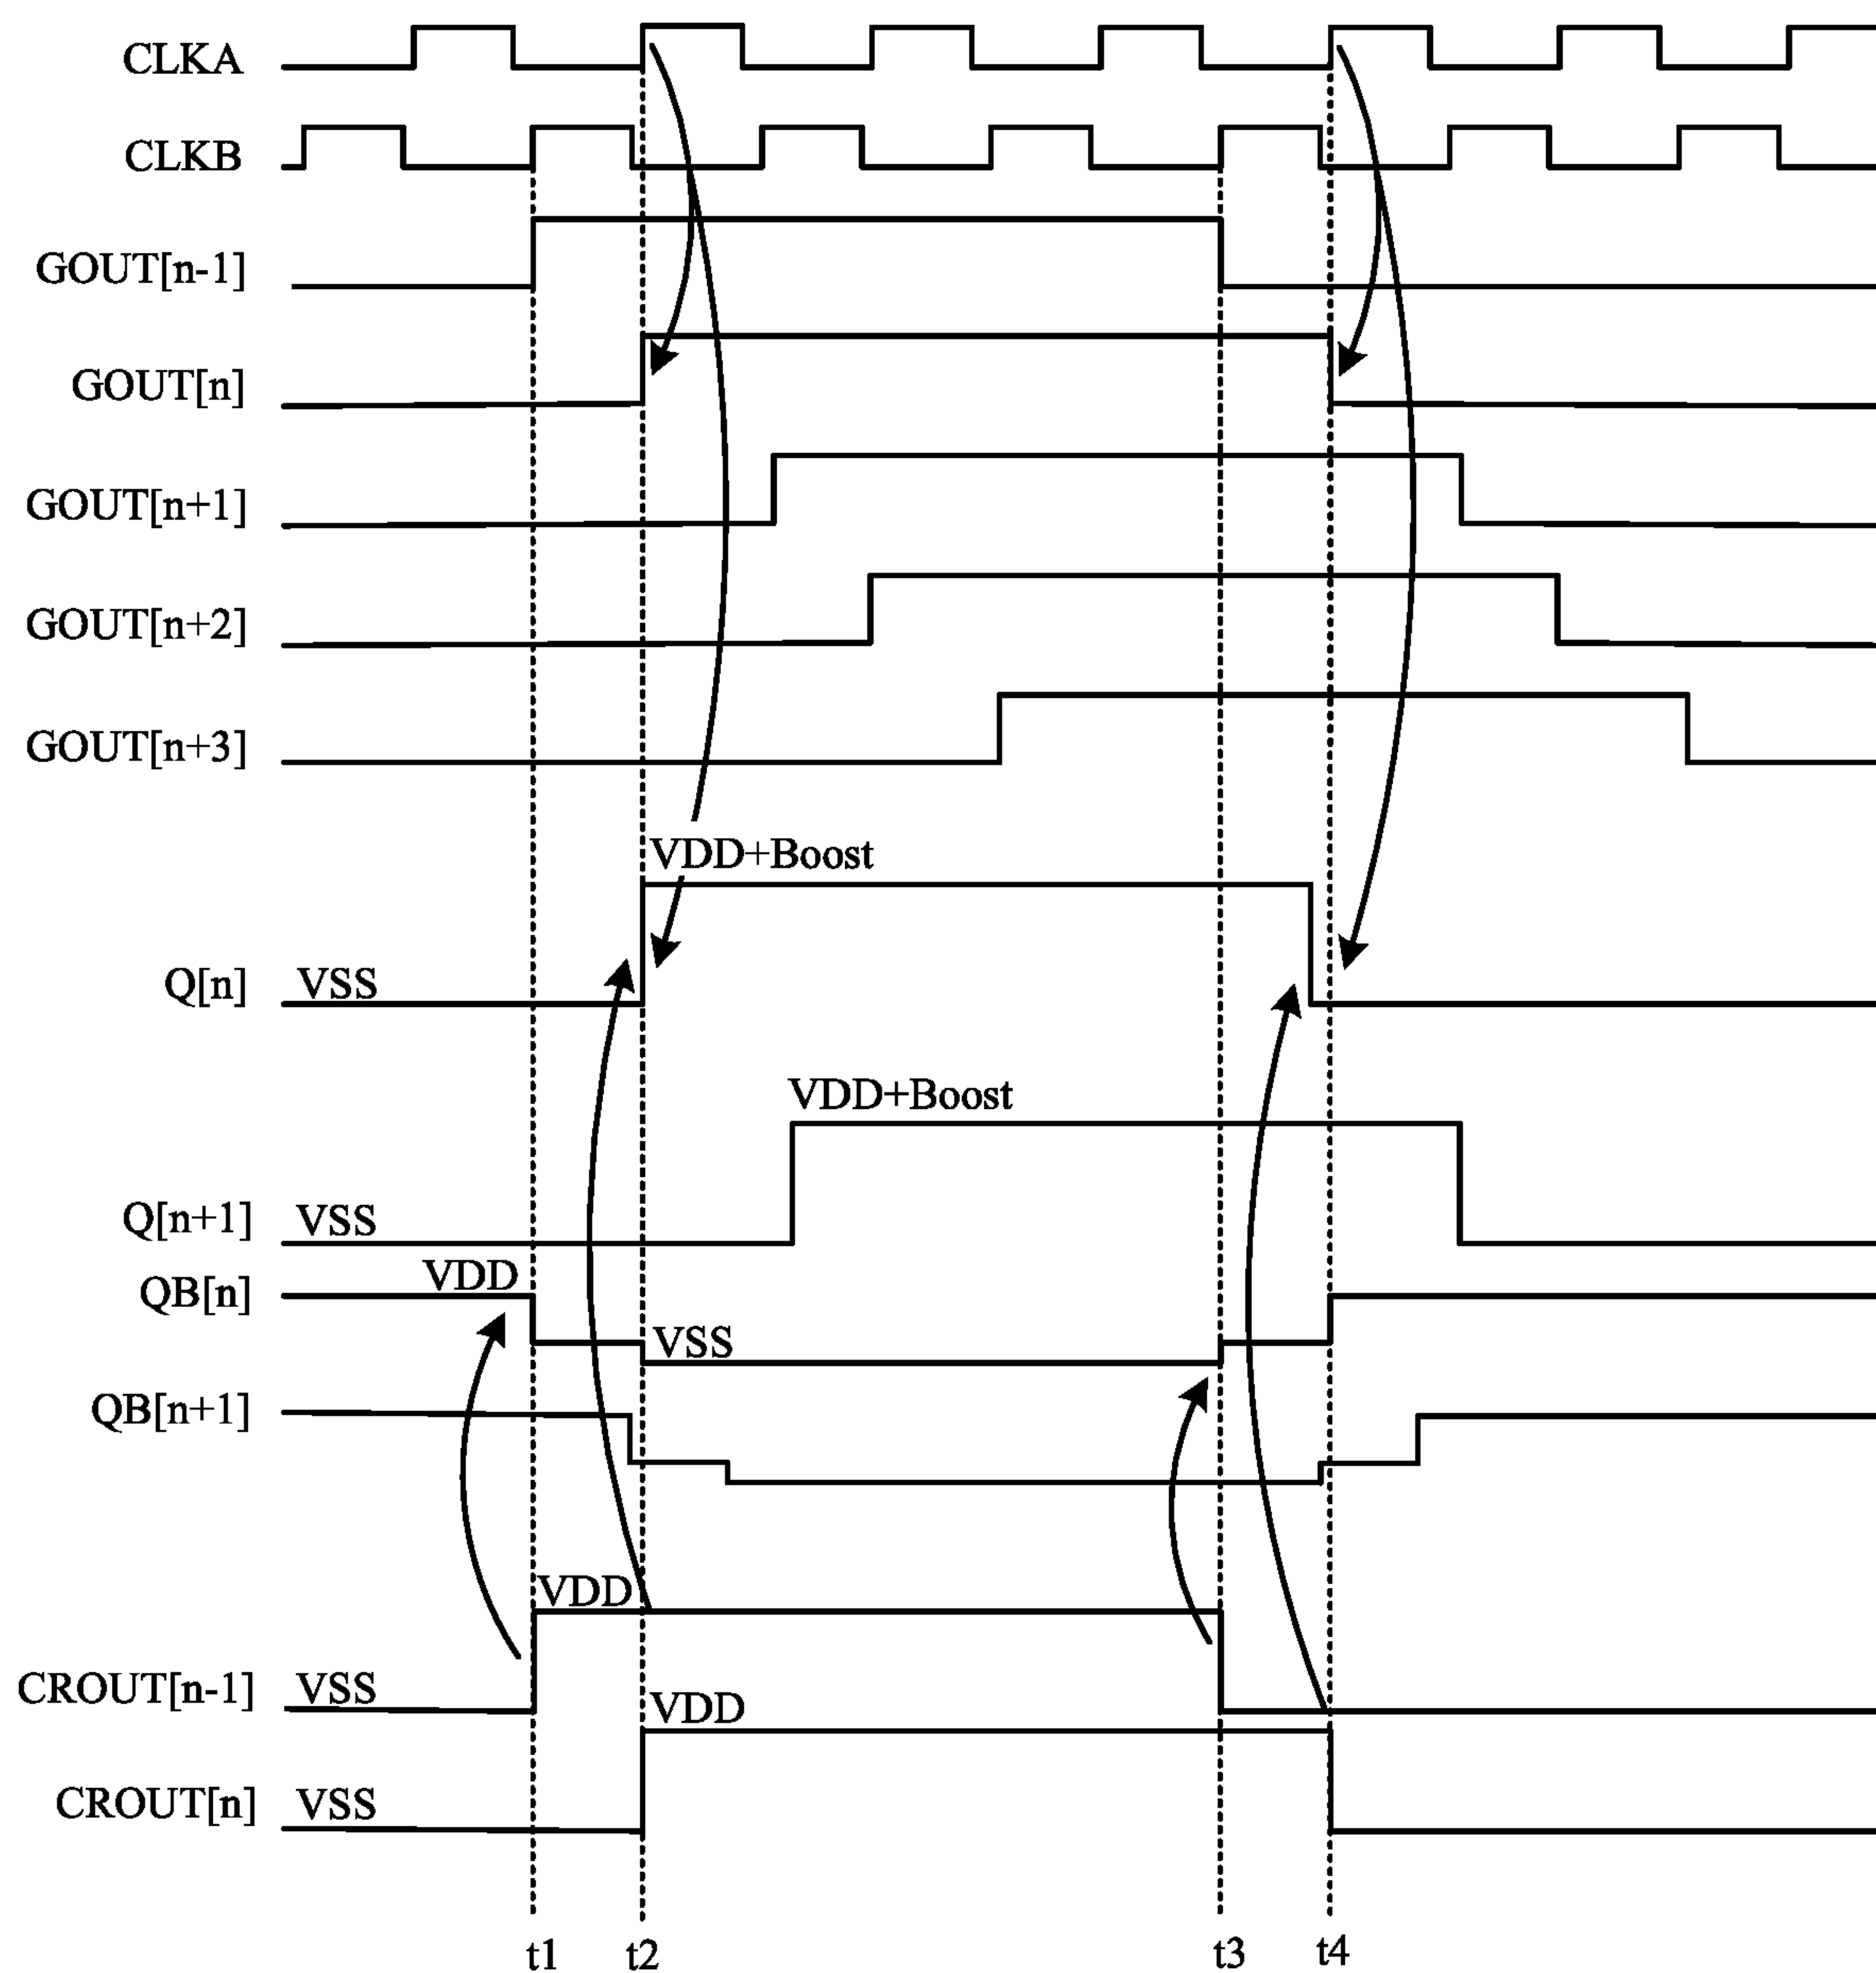 CLKA
CLKB
GOUT[n-1]
GOUT[n]
GOUT[n+1]
GOUT[n+2]
GOUT[n+3]
VDD+Boost
Q[n] VSS
VDD+Boost
Q[n+1] VSS
VDD
QB[n]
VSS
QB[n+1]
VDD
CROUT[n-1] VSS
VDD
CROUT[n] VSS
t1 t2 t3 t4